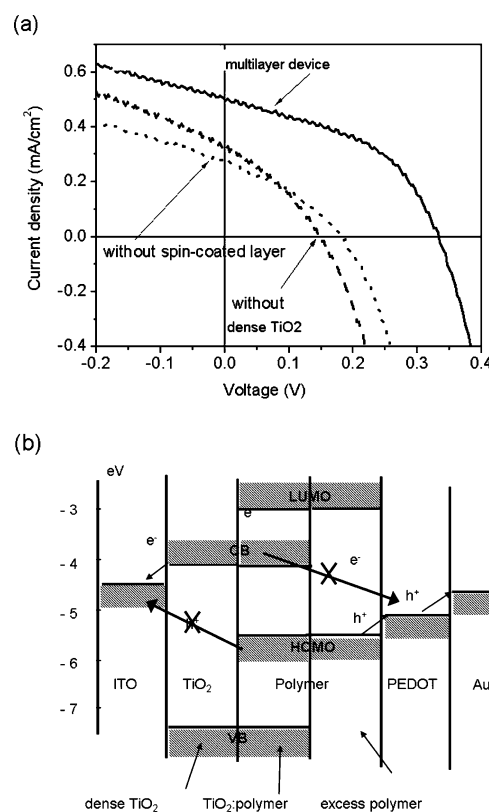 (a)
0.6
0.4
0.2
0.0
-0.2
-0.4
Current density (mA/cm²)
multilayer device
without spin-coated layer
without
dense TiO2
-0.2
-0.1
0.0
0.1
0.2
0.3
0.4
Voltage (V)
(b)
eV
- 3
- 4
- 5
- 6
- 7
LUMO
e
e⁻
CB
e⁻
h⁺
h⁺
HOMO
ITO
TiO₂
Polymer
PEDOT
Au
VB
dense TiO₂
TiO₂:polymer
excess polymer